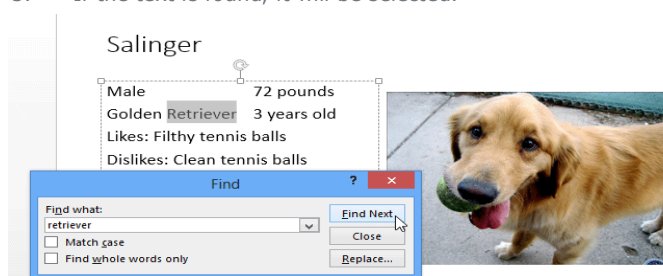 Salinger
Male 72 pounds
Golden Retriever 3 years old
Likes: Filthy tennis balls
Dislikes: Clean tennis balls
Find ? ×
Find what:
retriever
Match case
Find whole words only
Find Next
Close
Replace...